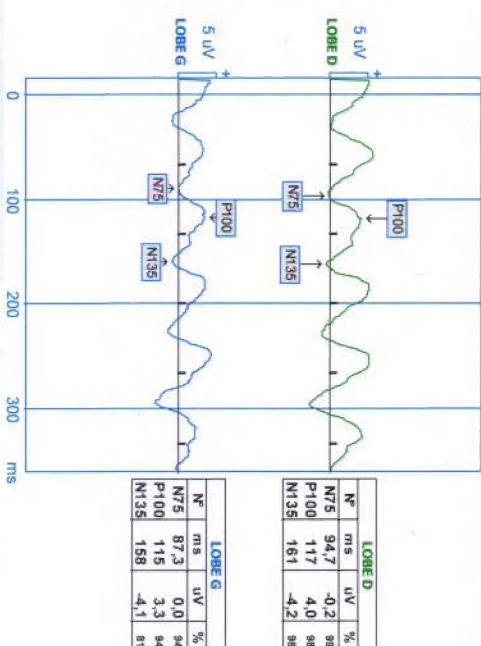 5 uV
+
LOBE D
P100
N75
N135
5 uV
+
LOBE G
P100
N75
N135
0 100 200 300 ms
LOBE D
N° ms uV %
N75 94,7 -0,2
P100 117 4,0
N135 161 -4,2
LOBE G
N° ms uV %
N75 87,3 0,0
P100 115 3,3
N135 158 -4,1